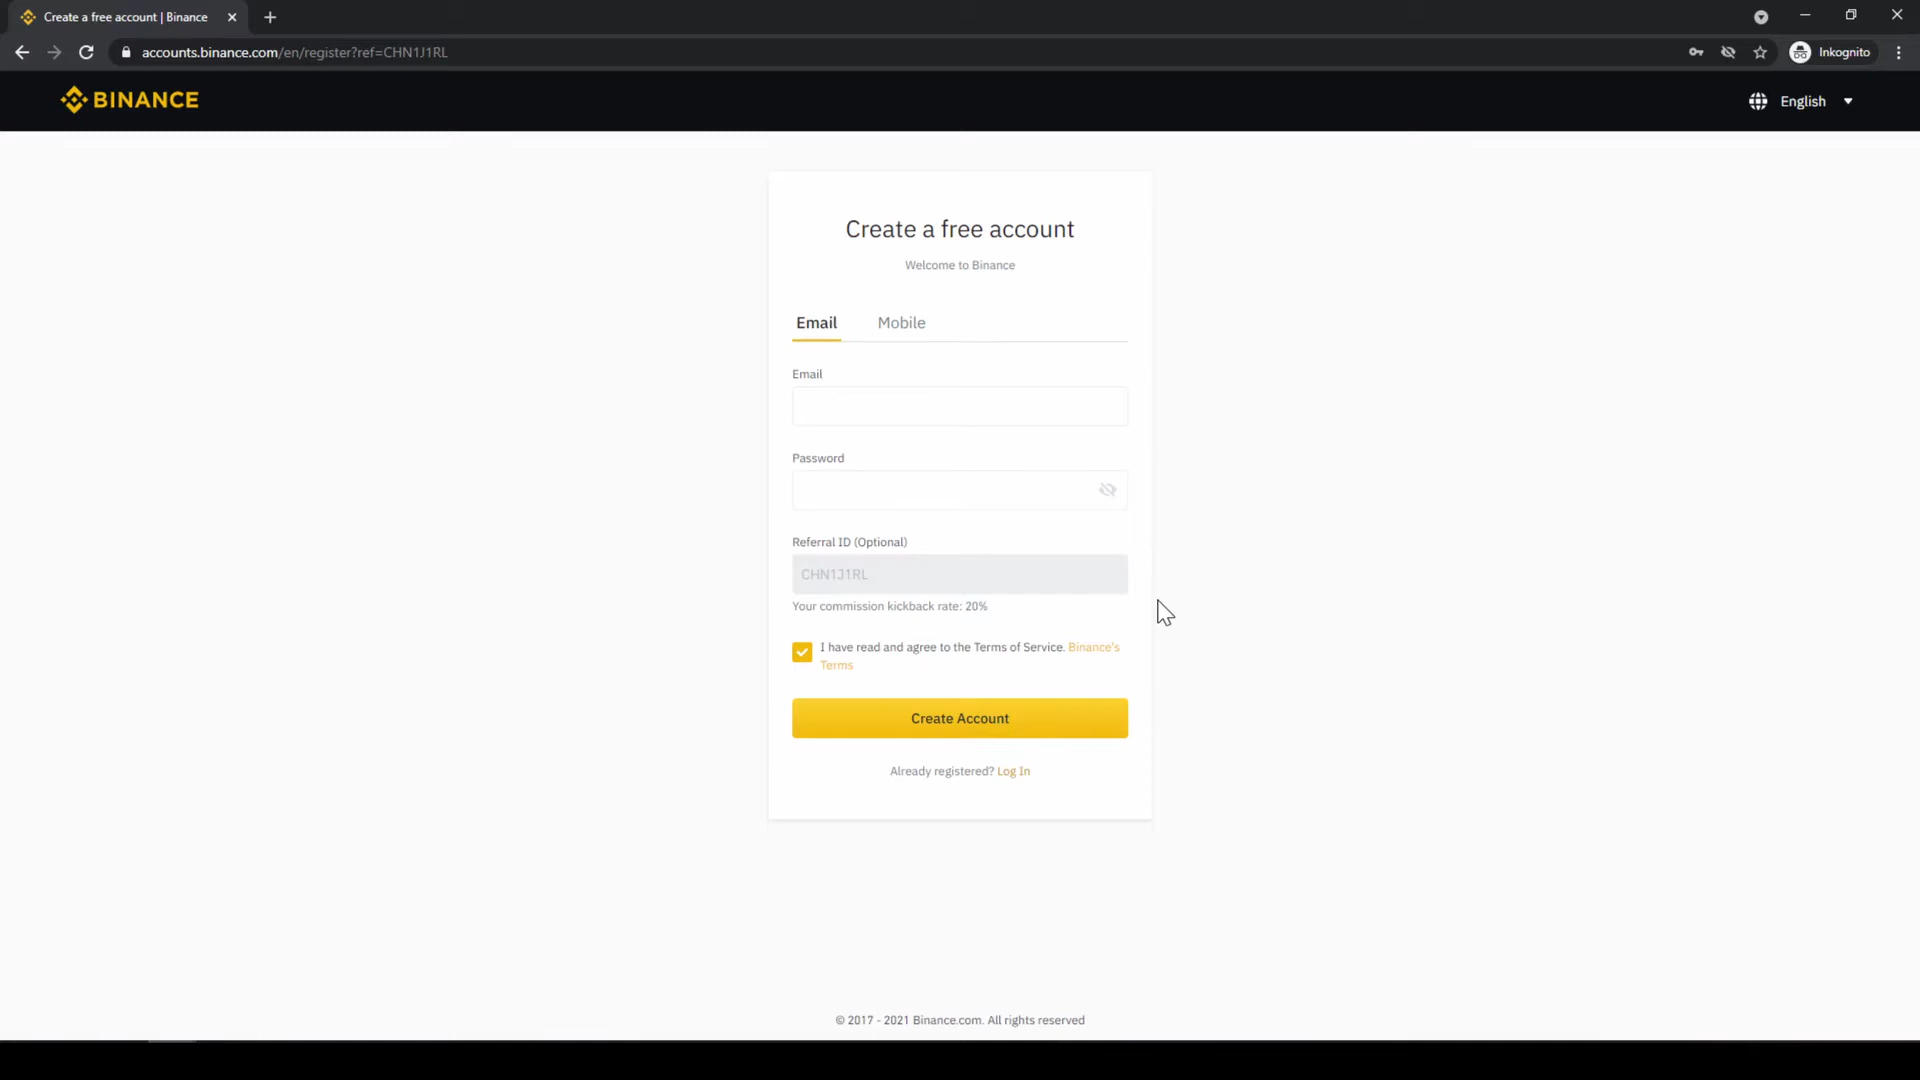 Create a free account | Binance
accounts.binance.com/en/register?ref=CHN1J1RL
Inkognito
BINANCE
English
Create a free account
Welcome to Binance
Email Mobile
Email
Password
Referral ID (Optional)
CHN1J1RL
Your commission kickback rate: 20%
I have read and agree to the Terms of Service. Binance's
Terms
Create Account
Already registered? Log In
© 2017 - 2021 Binance.com. All rights reserved